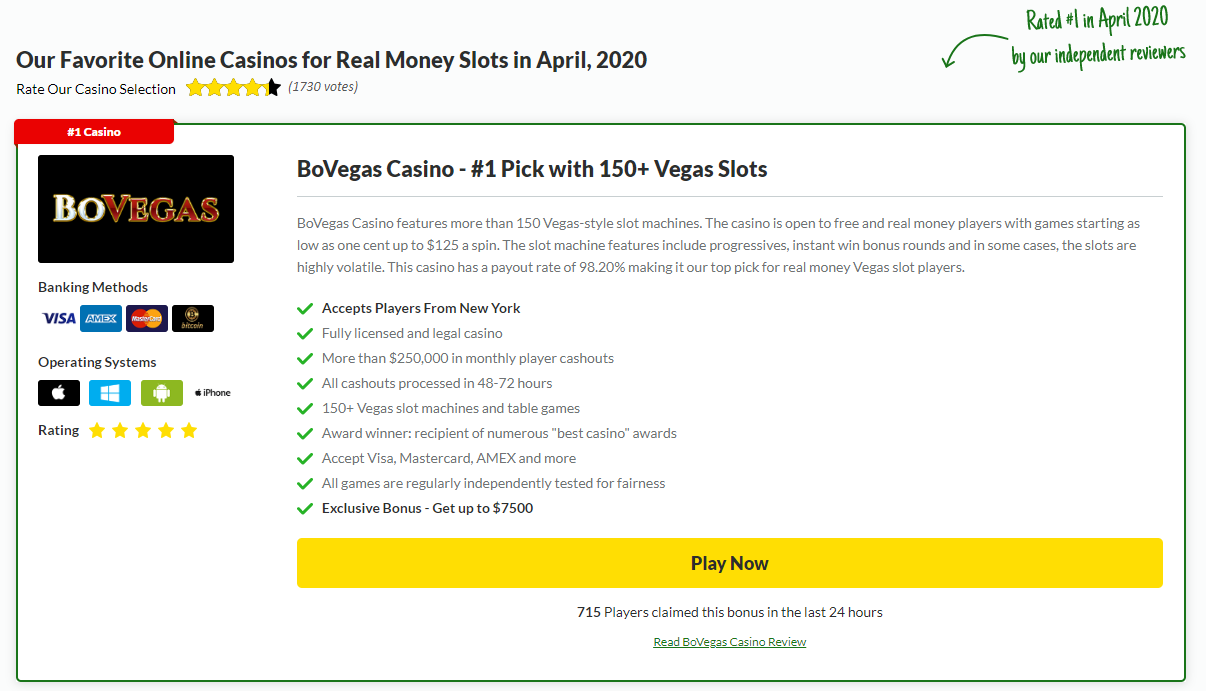 Rated #1 in April 2020
by our independent reviewers
Our Favorite Online Casinos for Real Money Slots in April, 2020
Rate Our Casino Selection (1730 votes)
#1 Casino
BOVEGAS
BoVegas Casino - #1 Pick with 150+ Vegas Slots
BoVegas Casino features more than 150 Vegas-style slot machines. The casino is open to free and real money players with games starting as
low as one cent up to $125 a spin. The slot machine features include progressives, instant win bonus rounds and in some cases, the slots are
highly volatile. This casino has a payout rate of 98.20% making it our top pick for real money Vegas slot players.
Banking Methods
VISA AMEX MasterCard bitcoin
Operating Systems
iPhone
Rating
Accepts Players From New York
Fully licensed and legal casino
More than $250,000 in monthly player cashouts
All cashouts processed in 48-72 hours
150+ Vegas slot machines and table games
Award winner: recipient of numerous "best casino" awards
Accept Visa, Mastercard, AMEX and more
All games are regularly independently tested for fairness
Exclusive Bonus - Get up to $7500
Play Now
715 Players claimed this bonus in the last 24 hours
Read BoVegas Casino Review